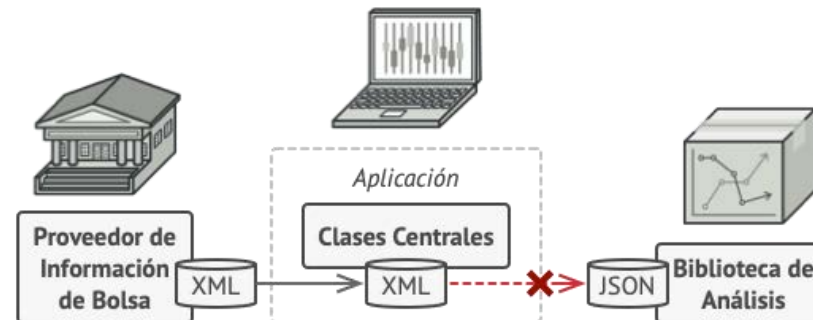 Aplicación
Proveedor de
Información
de Bolsa
XML
Clases Centrales
XML
JSON
Biblioteca de
Análisis